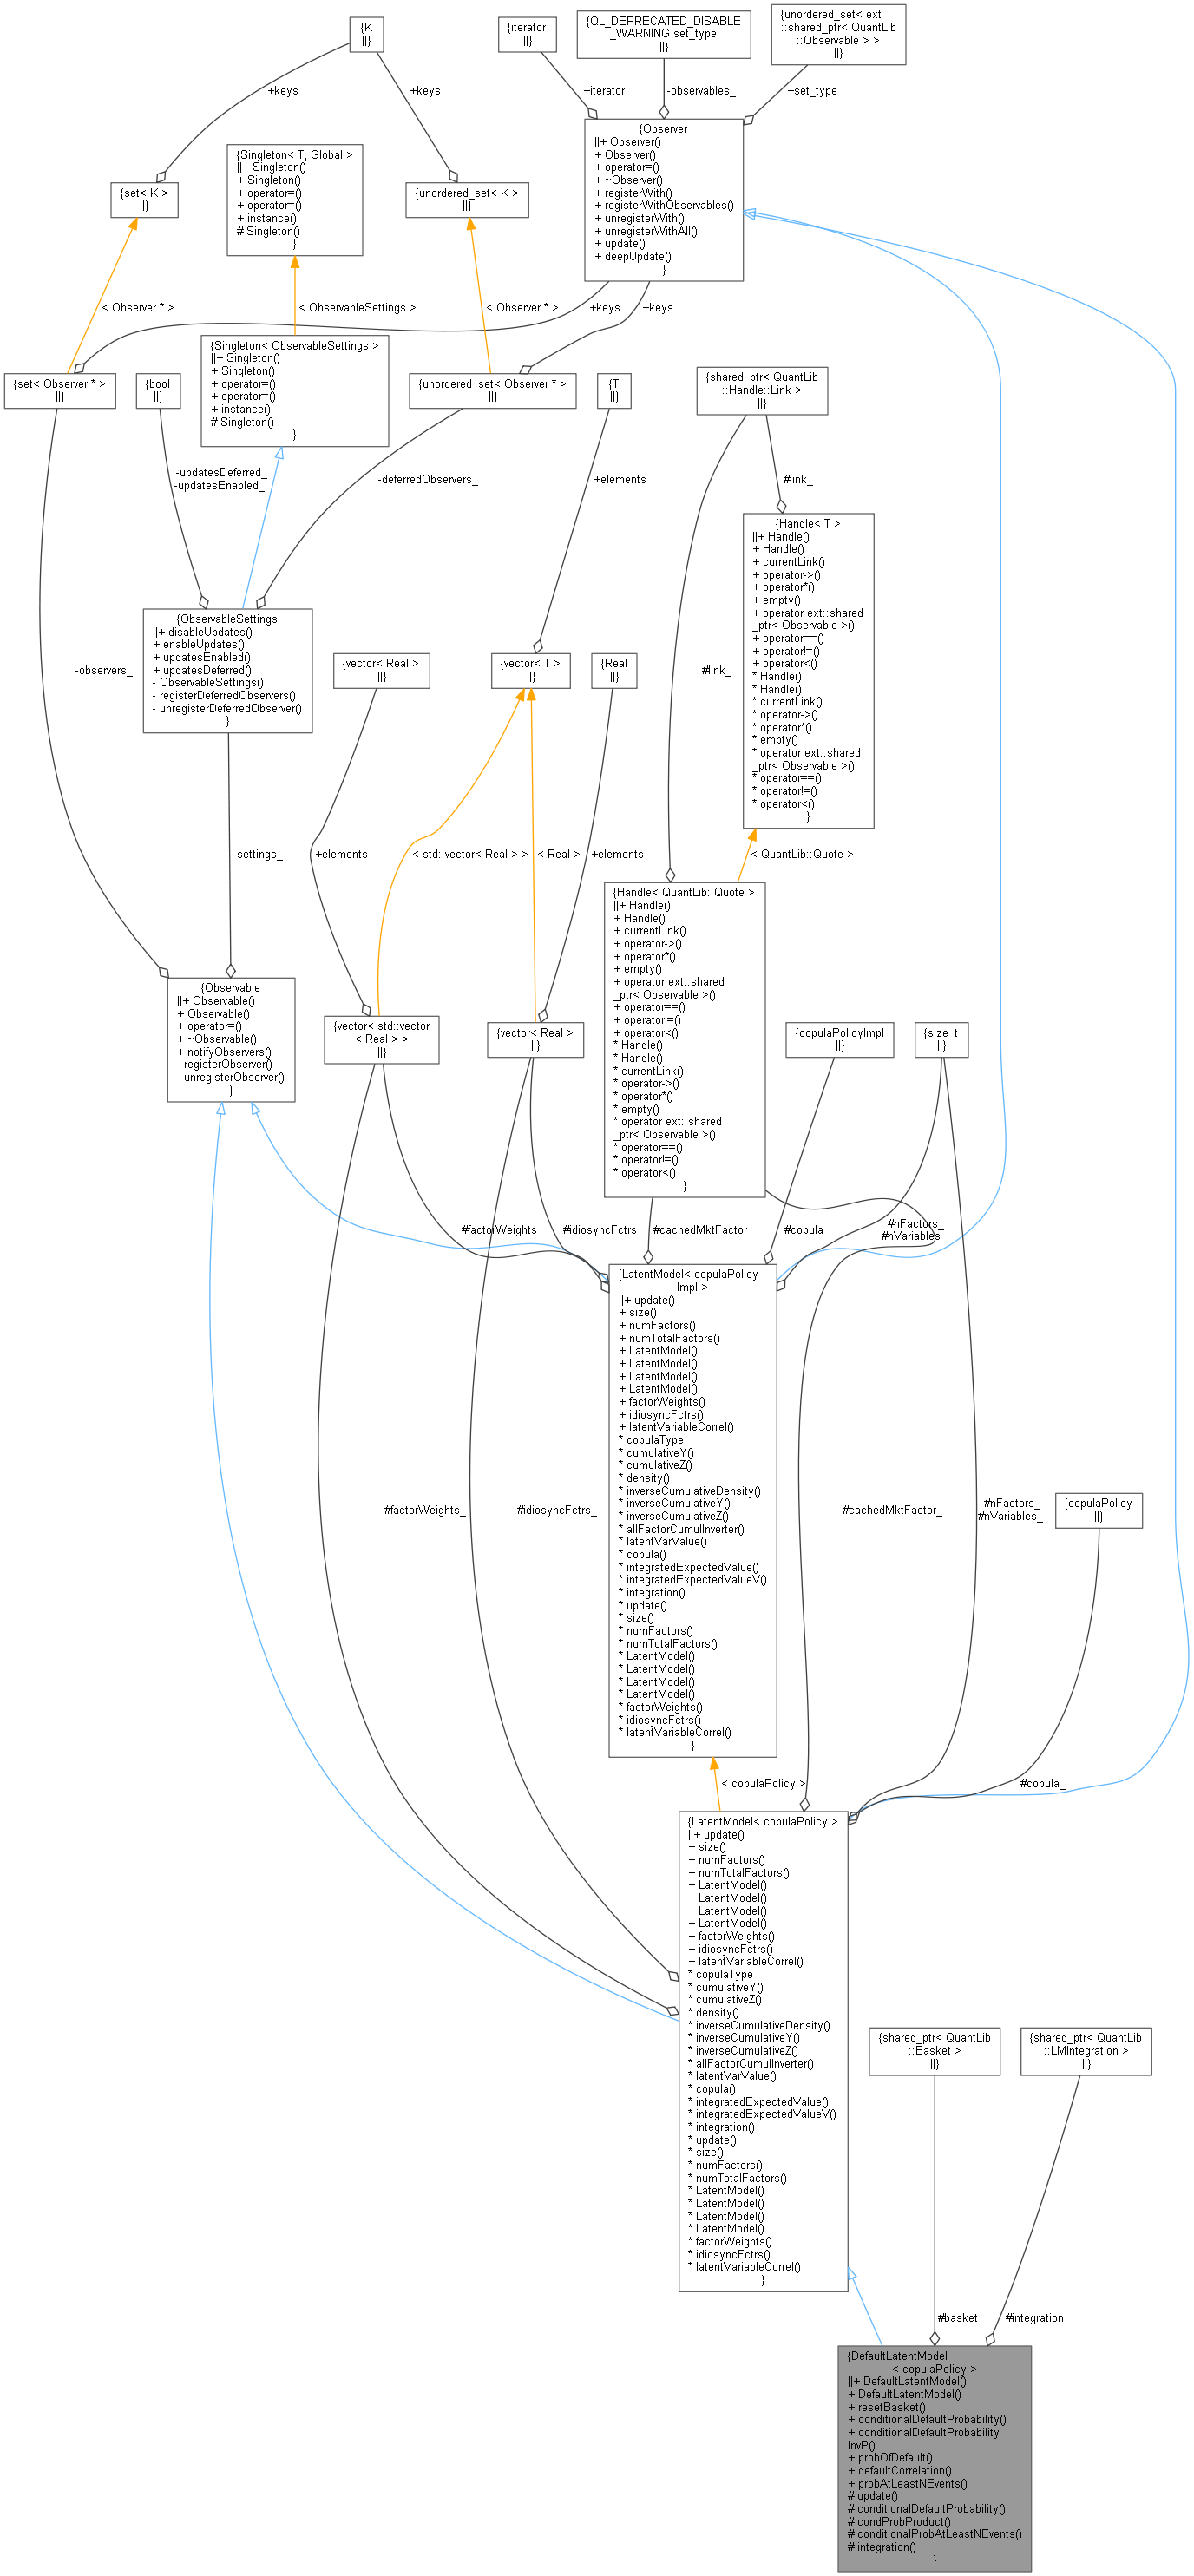 {K
||}
{iterator
||}
{QL_DEPRECATED_DISABLE
_WARNING set_type
||}
{unordered_set< ext
::shared_ptr< QuantLib
::Observable > >
||}
+keys
+keys
+iterator
-observables_
+set_type
{Observer
||+ Observer()
+ Observer()
+ operator=()
+ ~Observer()
+ registerWith()
+ registerWithObservables()
+ unregisterWith()
+ unregisterWithAll()
+ update()
+ deepUpdate()
}
{Singleton< T, Global >
||+ Singleton()
+ Singleton()
+ operator=()
+ operator=()
+ instance()
# Singleton()
}
{set< K >
||}
{unordered_set< K >
||}
< Observer * >
< ObservableSettings >
< Observer * >
+keys
+keys
{set< Observer * >
||}
{bool
||}
{Singleton< ObservableSettings >
||+ Singleton()
+ Singleton()
+ operator=()
+ operator=()
+ instance()
# Singleton()
}
{unordered_set< Observer * >
||}
{T
||}
{shared_ptr< QuantLib
::Handle::Link >
||}
-updatesDeferred_
-updatesEnabled_
-deferredObservers_
+elements
#link_
{Handle< T >
||+ Handle()
+ Handle()
+ currentLink()
+ operator->()
+ operator*()
+ empty()
+ operator ext::shared
_ptr< Observable >()
+ operator==()
+ operator!=()
+ operator<()
* Handle()
* Handle()
* currentLink()
* operator->()
* operator*()
* empty()
* operator ext::shared
_ptr< Observable >()
* operator==()
* operator!=()
* operator<()
}
{ObservableSettings
||+ disableUpdates()
+ enableUpdates()
+ updatesEnabled()
+ updatesDeferred()
- ObservableSettings()
- registerDeferredObservers()
- unregisterDeferredObserver()
}
{vector< Real >
||}
{vector< T >
||}
{Real
||}
-observers_
#link_
-settings_
+elements
< std::vector< Real > >
< Real >
+elements
< QuantLib::Quote >
{Handle< QuantLib::Quote >
||+ Handle()
+ Handle()
+ currentLink()
+ operator->()
+ operator*()
+ empty()
+ operator ext::shared
_ptr< Observable >()
+ operator==()
+ operator!=()
+ operator<()
* Handle()
* Handle()
* currentLink()
* operator->()
* operator*()
* empty()
* operator ext::shared
_ptr< Observable >()
* operator==()
* operator!=()
* operator<()
}
{Observable
||+ Observable()
+ Observable()
+ operator=()
+ ~Observable()
+ notifyObservers()
- registerObserver()
- unregisterObserver()
}
{vector< std::vector
< Real > >
||}
{vector< Real >
||}
{copulaPolicyImpl
||}
{size_t
||}
#factorWeights_
#idiosyncFctrs_
#cachedMktFactor_
#copula_
#nFactors_
#nVariables_
{LatentModel< copulaPolicy
Impl >
||+ update()
+ size()
+ numFactors()
+ numTotalFactors()
+ LatentModel()
+ LatentModel()
+ LatentModel()
+ LatentModel()
+ factorWeights()
+ idiosyncFctrs()
+ latentVariableCorrel()
* copulaType
* cumulativeY()
* cumulativeZ()
* density()
* inverseCumulativeDensity()
* inverseCumulativeY()
* inverseCumulativeZ()
* allFactorCumulInverter()
* latentVarValue()
* copula()
* integratedExpectedValue()
* integratedExpectedValueV()
* integration()
* update()
* size()
* numFactors()
* numTotalFactors()
* LatentModel()
* LatentModel()
* LatentModel()
* LatentModel()
* factorWeights()
* idiosyncFctrs()
* latentVariableCorrel()
}
#factorWeights_
#idiosyncFctrs_
#cachedMktFactor_
#nFactors_
#nVariables_
{copulaPolicy
||}
< copulaPolicy >
#copula_
{LatentModel< copulaPolicy >
||+ update()
+ size()
+ numFactors()
+ numTotalFactors()
+ LatentModel()
+ LatentModel()
+ LatentModel()
+ LatentModel()
+ factorWeights()
+ idiosyncFctrs()
+ latentVariableCorrel()
* copulaType
* cumulativeY()
* cumulativeZ()
* density()
* inverseCumulativeDensity()
* inverseCumulativeY()
* inverseCumulativeZ()
* allFactorCumulInverter()
* latentVarValue()
* copula()
* integratedExpectedValue()
* integratedExpectedValueV()
* integration()
* update()
* size()
* numFactors()
* numTotalFactors()
* LatentModel()
* LatentModel()
* LatentModel()
* LatentModel()
* factorWeights()
* idiosyncFctrs()
* latentVariableCorrel()
}
{shared_ptr< QuantLib
::Basket >
||}
{shared_ptr< QuantLib
::LMIntegration >
||}
#basket_
#integration_
{DefaultLatentModel
< copulaPolicy >
||+ DefaultLatentModel()
+ DefaultLatentModel()
+ resetBasket()
+ conditionalDefaultProbability()
+ conditionalDefaultProbability
InvP()
+ probOfDefault()
+ defaultCorrelation()
+ probAtLeastNEvents()
# update()
# conditionalDefaultProbability()
# condProbProduct()
# conditionalProbAtLeastNEvents()
# integration()
}